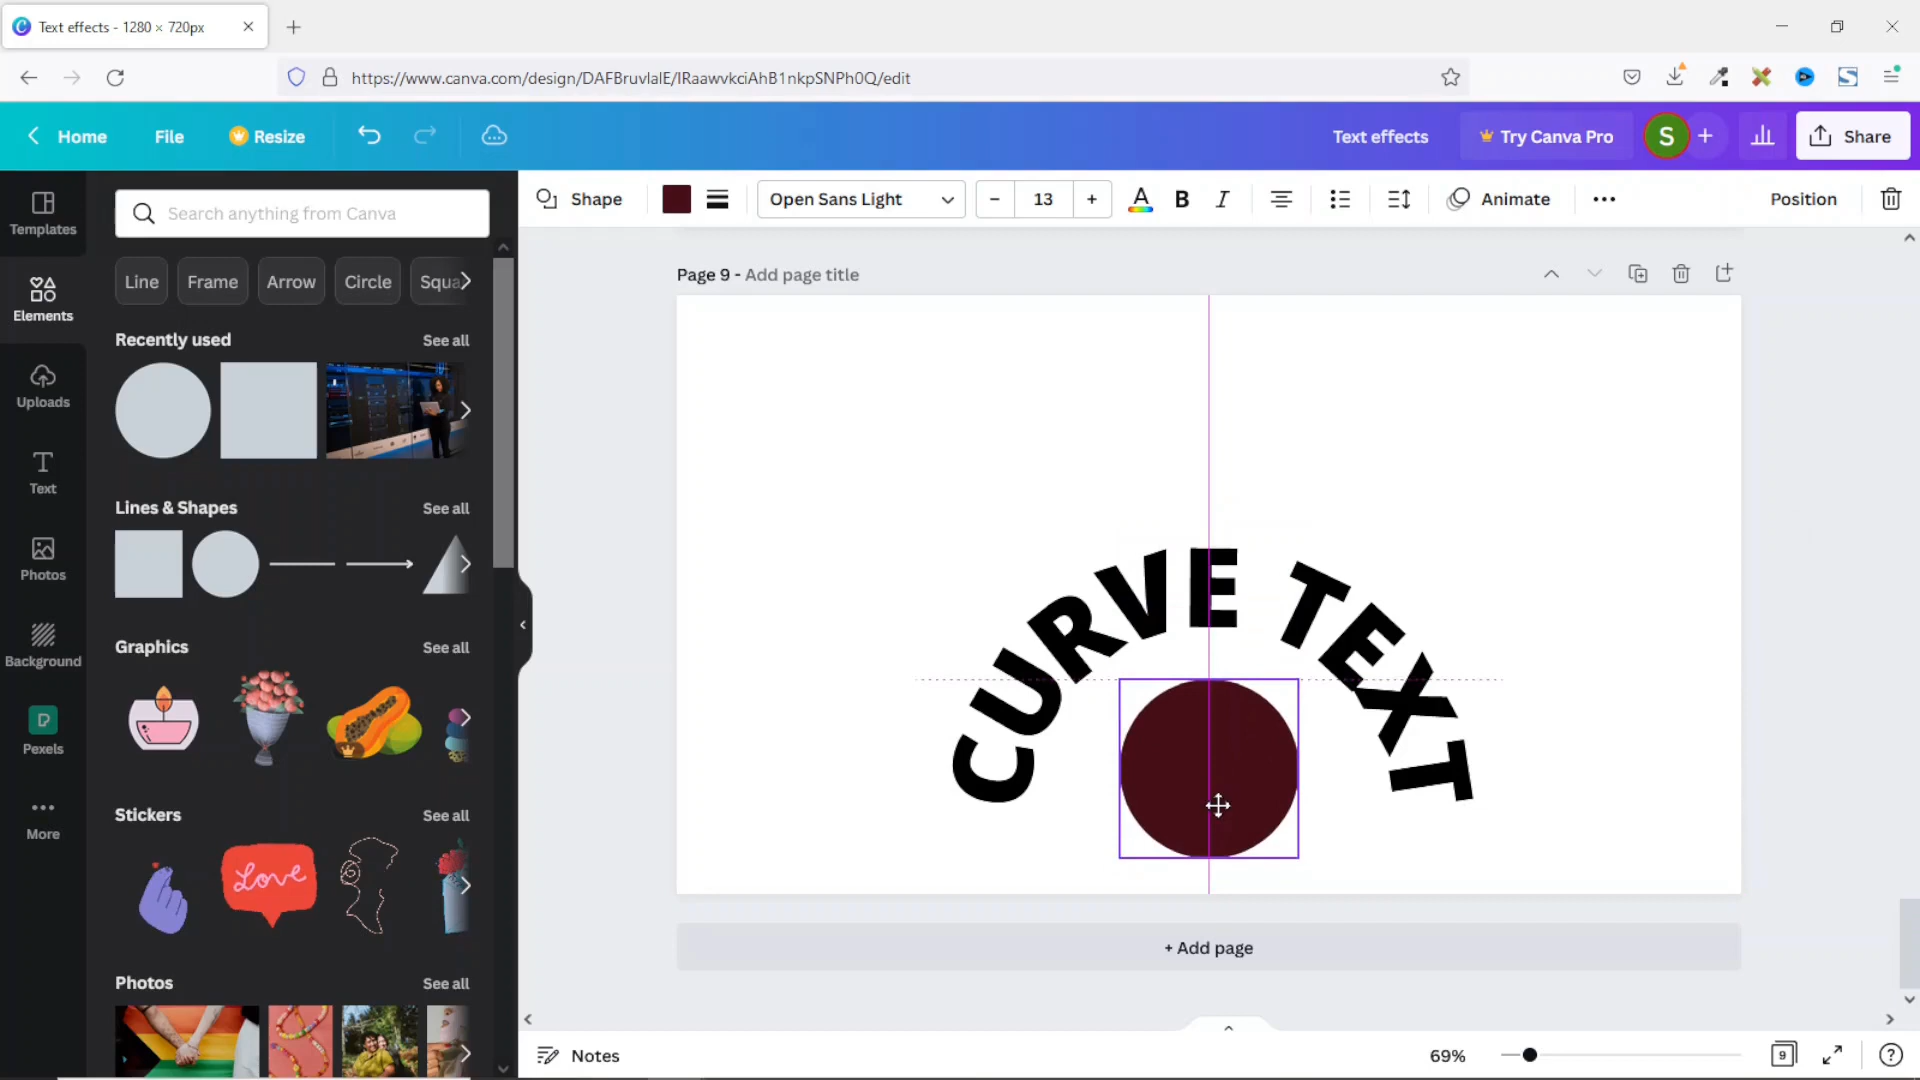 Text effects - 1280 × 720px
https://www.canva.com/design/DAFBruvlalE/IRaawvkciAhB1nkpSNPh0Q/edit
Home File Resize Text effects Try Canva Pro S Share
Templates
Elements
Uploads
Text
Photos
Background
Pexels
More
Search anything from Canva
Line Frame Arrow Circle Squa
Recently used See all
Lines & Shapes See all
Graphics See all
Stickers See all
Love
Photos See all
Shape Open Sans Light - 13 + A B I Animate Position
Page 9 - Add page title
CURVE TEXT
+ Add page
Notes 69% 9